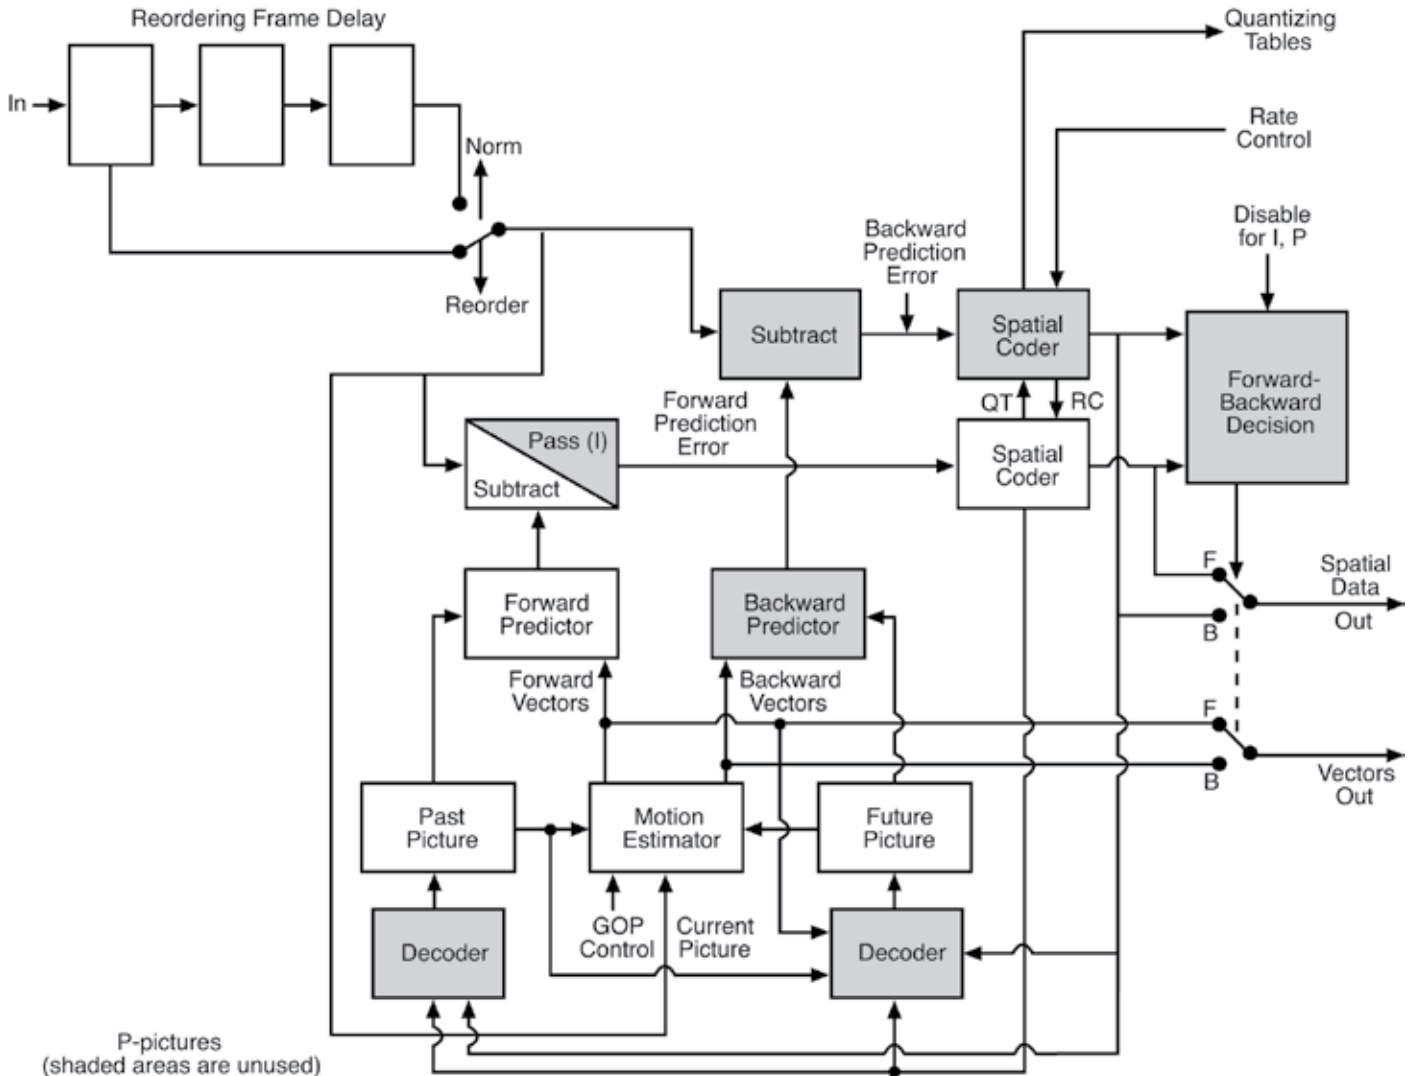 Reordering Frame Delay
Quantizing
Tables
In
Rate
Control
Norm
Disable
for I, P
Backward
Prediction
Error
Reorder
Subtract
Spatial
Coder
Forward-
Backward
Decision
Forward
Prediction
Error
QT
RC
Pass (I)
Subtract
Spatial
Coder
F
Spatial
Data
Out
B
Forward
Predictor
Backward
Predictor
Forward
Vectors
Backward
Vectors
F
B
Vectors
Out
Past
Picture
Motion
Estimator
Future
Picture
GOP
Control
Current
Picture
Decoder
Decoder
P-pictures
(shaded areas are unused)